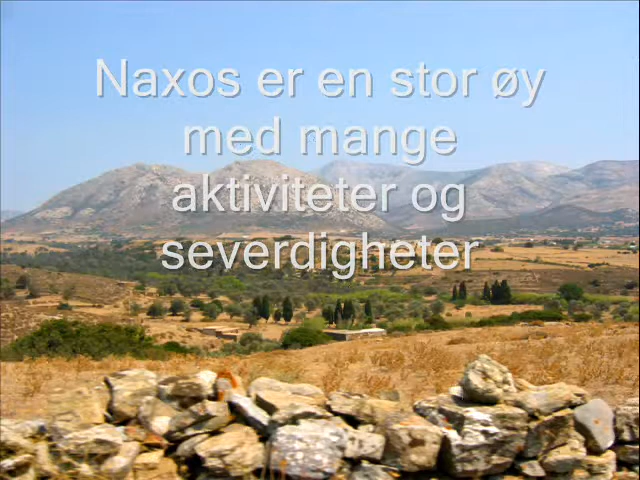 Naxos er en stor øy
med mange
aktiviteter og
severdigheter